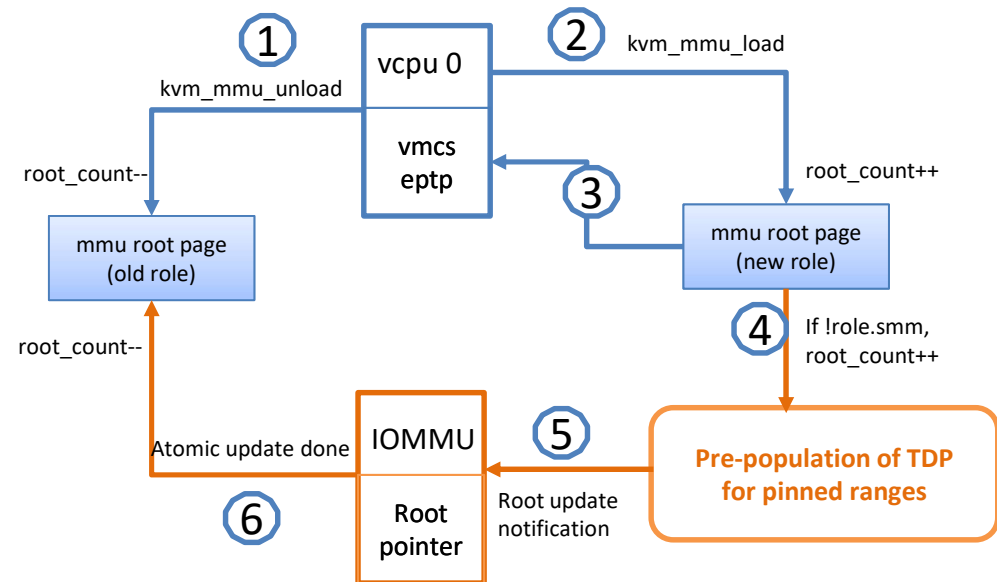 1
2
kvm_mmu_load
vcpu 0
kvm_mmu_unload
vmcs
eptp
root_count--
3
root_count++
mmu root page
(old role)
mmu root page
(new role)
4
If !role.smm,
root_count++
root_count--
IOMMU
5
Atomic update done
Pre-population of TDP
for pinned ranges
6
Root
pointer
Root update
notification